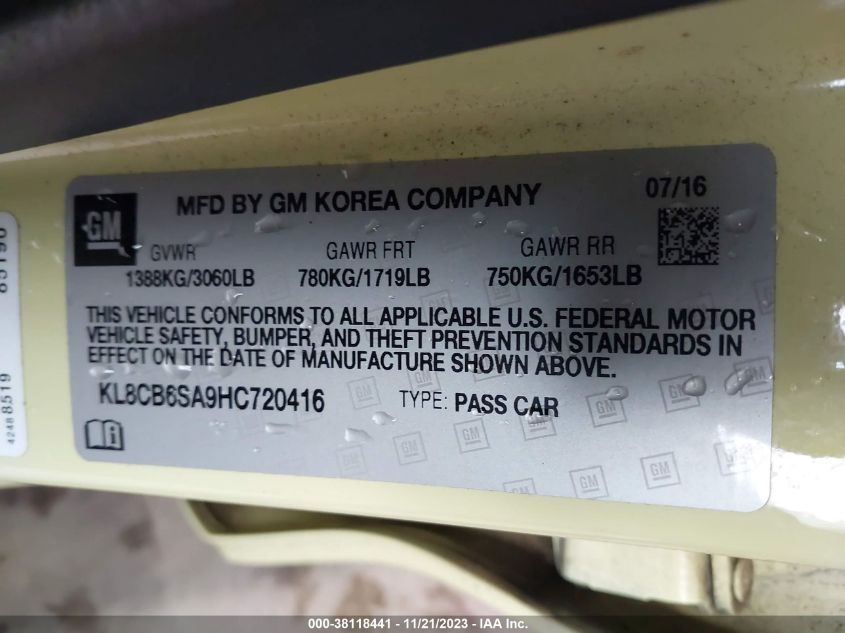 GM
MFD BY GM KOREA COMPANY
07/16
GVWR
GAWR FRT
GAWR RR
1388KG/3060LB
780KG/1719LB
750KG/1653LB
THIS VEHICLE CONFORMS TO ALL APPLICABLE U.S. FEDERAL MOTOR
VEHICLE SAFETY, BUMPER, AND THEFT PREVENTION STANDARDS IN
EFFECT ON THE DATE OF MANUFACTURE SHOWN ABOVE.
KL8CB6SA9HC720416
TYPE: PASS CAR
4248 8519
000-38118441 - 11/21/2023 - IAA Inc.